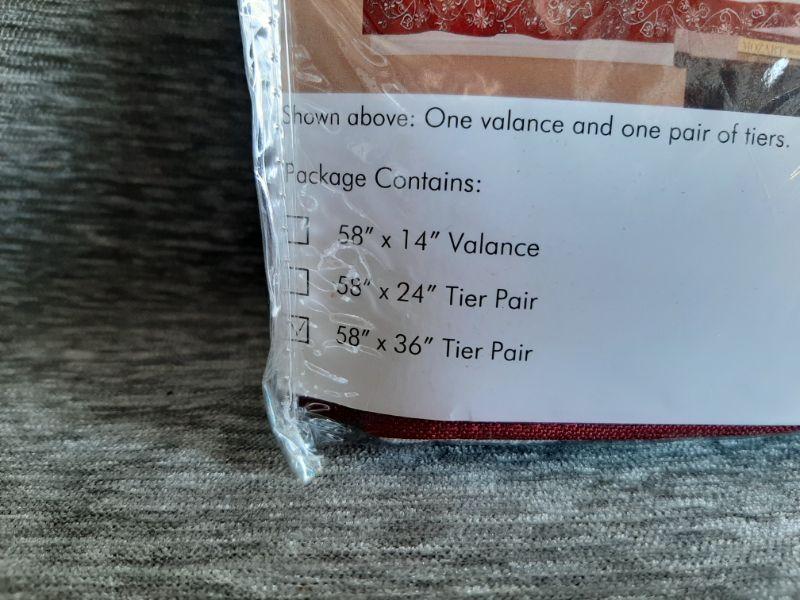 MOZART
Shown above: One valance and one pair of tiers.
Package Contains:
58" x 14" Valance
58" x 24" Tier Pair
58" x 36" Tier Pair